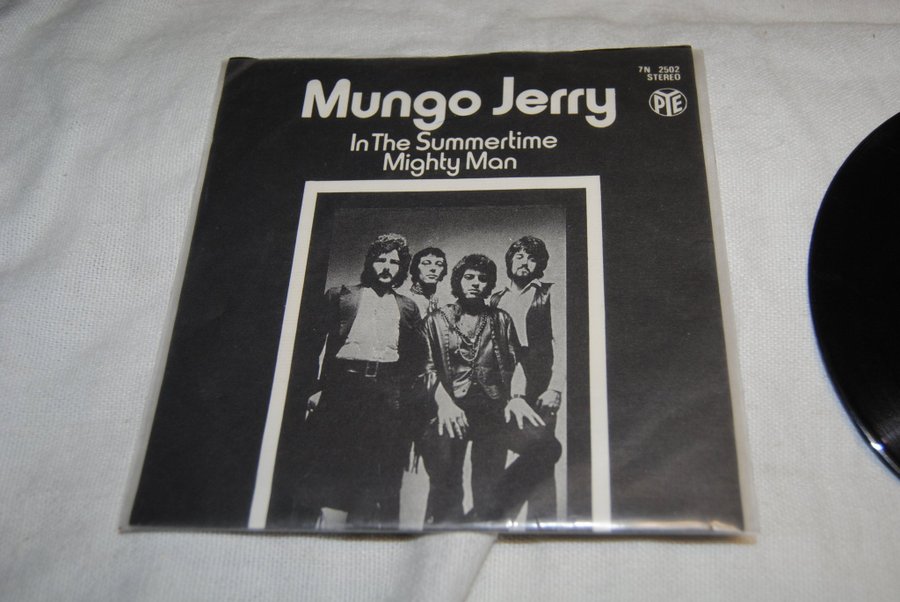 7N 2502
STEREO
Mungo Jerry
PYE
In The Summertime
Mighty Man